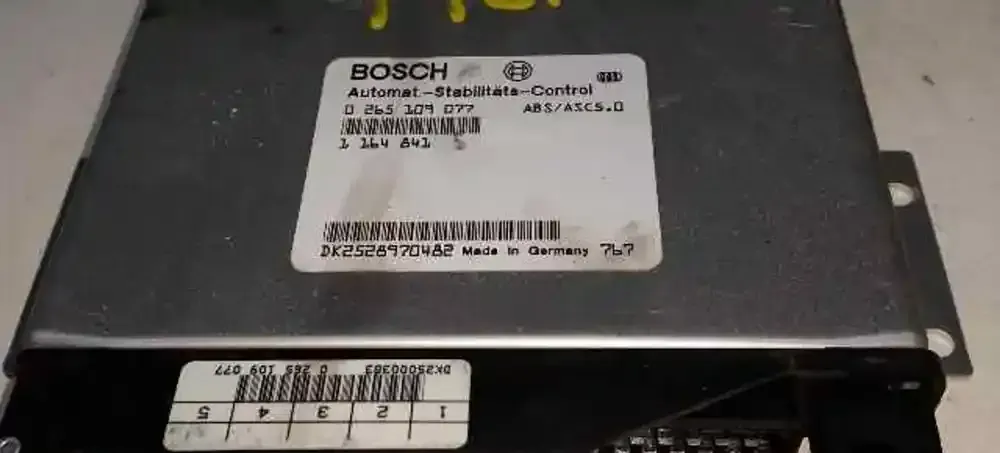 BOSCH
Automat.-Stabilitäts-Control
0 265 109 077 ABS/ASC5.0
1 164 841
DK2528970482 Made in Germany 767
DK25000383 0 265 109 077
1 2 3 4 5